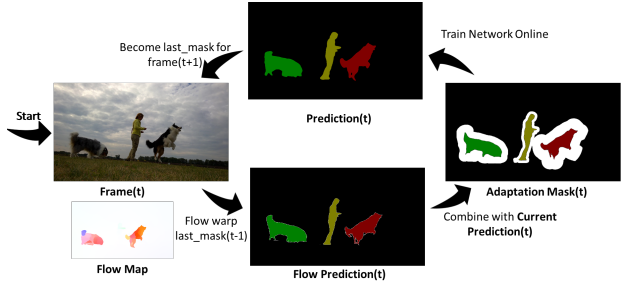 Become last_mask for
frame(t+1)
Train Network Online
Start
Prediction(t)
Frame(t)
Adaptation Mask(t)
Flow warp
last_mask(t-1)
Combine with Current
Prediction(t)
Flow Map
Flow Prediction(t)